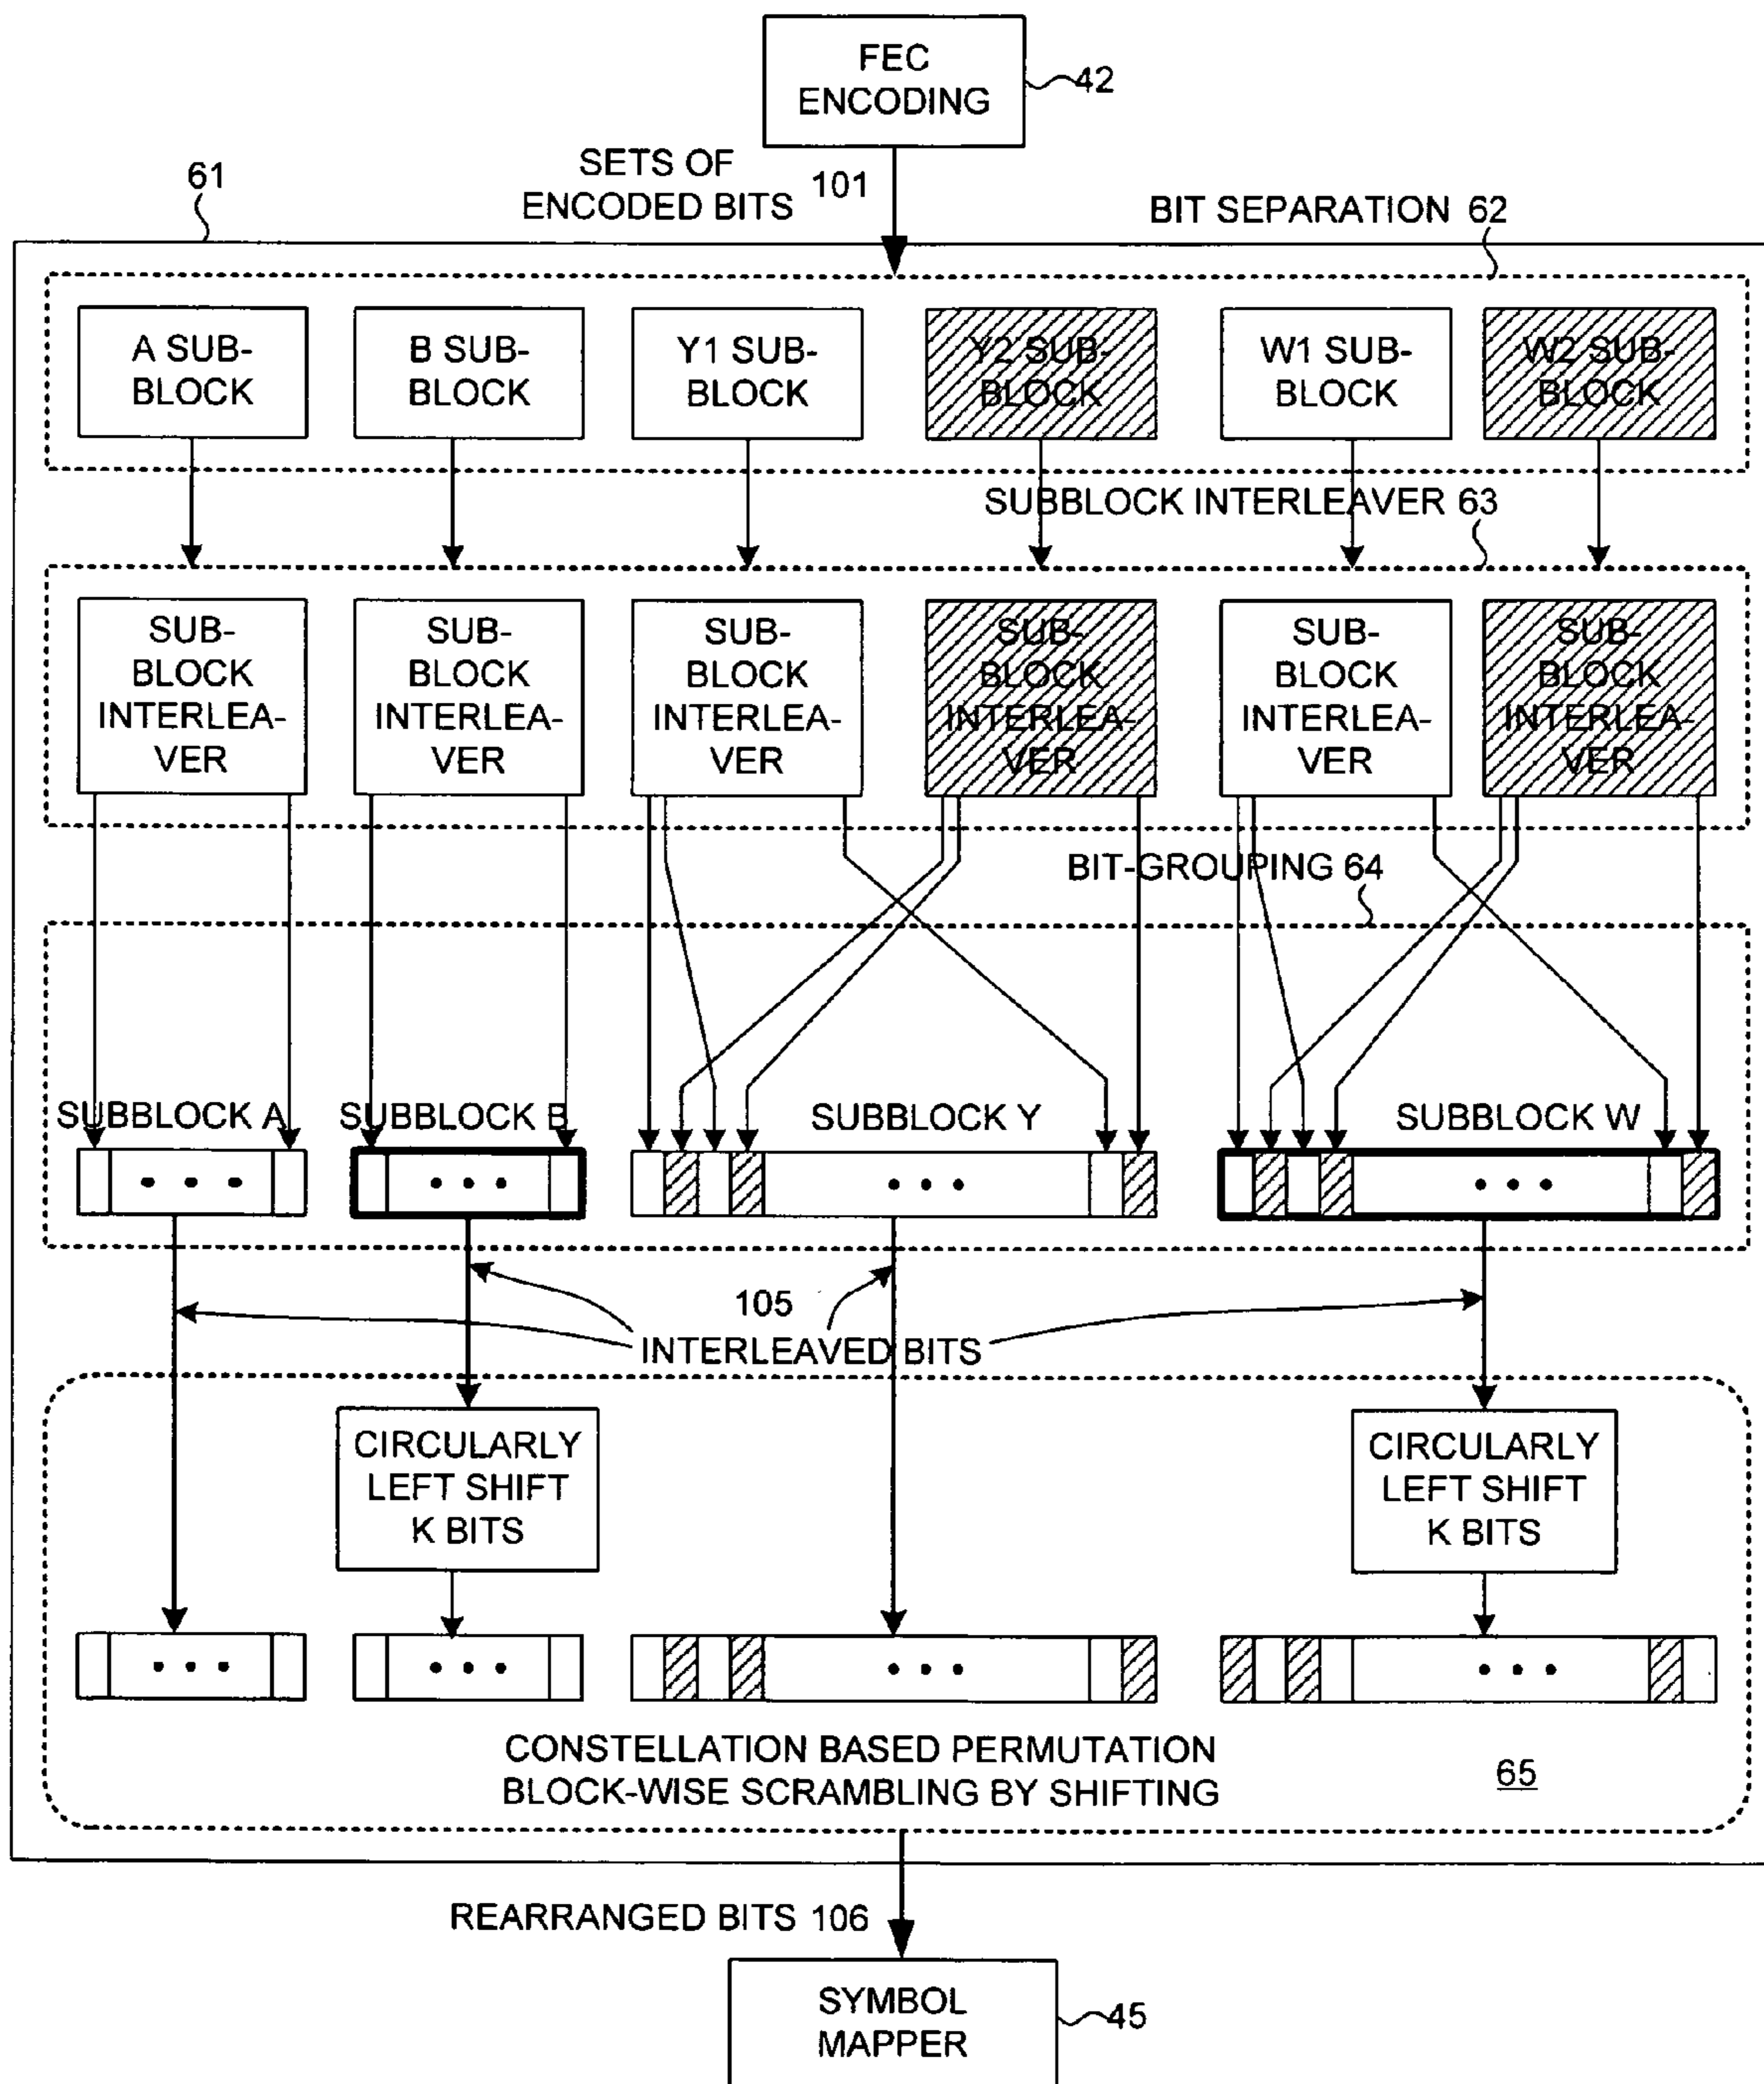 FEC
ENCODING
42
SETS OF
ENCODED BITS
101
61
BIT SEPARATION 62
A SUB-
BLOCK
B SUB-
BLOCK
Y1 SUB-
BLOCK
Y2 SUB-
BLOCK
W1 SUB-
BLOCK
W2 SUB-
BLOCK
SUBBLOCK INTERLEAVER 63
SUB-
BLOCK
INTERLEA-
VER
SUB-
BLOCK
INTERLEA-
VER
SUB-
BLOCK
INTERLEA-
VER
SUB-
BLOCK
INTERLEA-
VER
SUB-
BLOCK
INTERLEA-
VER
SUB-
BLOCK
INTERLEA-
VER
BIT-GROUPING 64
SUBBLOCK A
SUBBLOCK B
SUBBLOCK Y
SUBBLOCK W
105
INTERLEAVED BITS
CIRCULARLY
LEFT SHIFT
K BITS
CIRCULARLY
LEFT SHIFT
K BITS
CONSTELLATION BASED PERMUTATION
BLOCK-WISE SCRAMBLING BY SHIFTING
65
REARRANGED BITS 106
SYMBOL
MAPPER
45